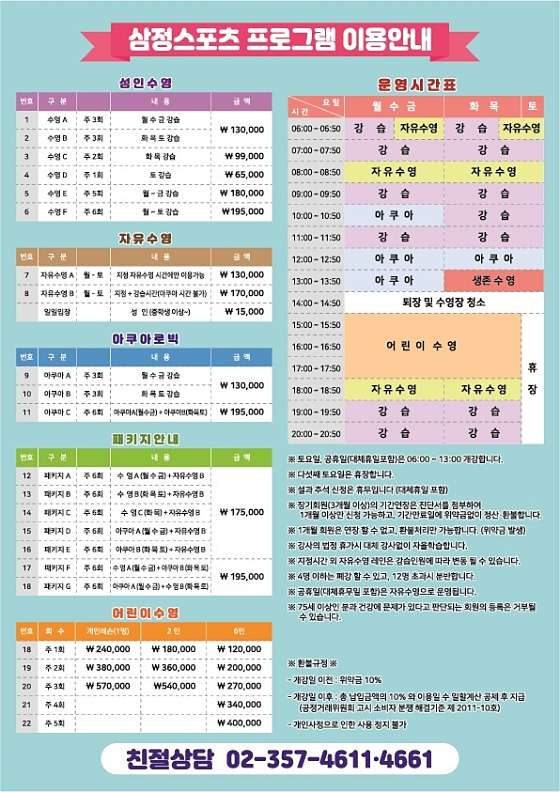 삼정스포츠 프로그램 이용안내
성인수영
번호 구 분 내 용 금 액
1 수영 A 주 3회 월 수 금 강습 ₩ 130,000
2 수영 B 주 3회 화 목 토 강습
3 수영 C 주 2회 화 목 강습 ₩ 99,000
4 수영 D 주 1회 토 강습 ₩ 65,000
5 수영 E 주 5회 월 ~ 금 강습 ₩ 180,000
6 수영 F 주 6회 월 ~ 토 강습 ₩195,000
자유수영
번호 구 분 내 용 금 액
7 자유수영 A 월 - 토 지정 자유수영 시간에만 이용가능 ₩ 130,000
8 자유수영 B 월 - 토 지정 + 강습시간(아쿠아 시간 불가) ₩ 170,000
일일입장 성 인 (중학생 이상~) ₩ 15,000
아쿠아로빅
번호 구 분 내 용 금 액
9 아쿠아 A 주 3회 월 수 금 강습 ₩ 130,000
10 아쿠아 B 주 3회 화 목 토 강습
11 아쿠아 C 주 6회 아쿠아A(월수금) + 아쿠아B(화목토) ₩ 195,000
패키지안내
번호 구 분 내 용 금 액
12 패키지 A 주 6회 수 영 A (월 수 금) + 자유수영 B ₩ 175,000
13 패키지 B 주 6회 수 영 B (화 목 토) + 자유수영 B
14 패키지 C 주 6회 수 영 C (화 목) + 자유수영 B
15 패키지 D 주 6회 아쿠아 A (월 수 금) + 자유수영 B
16 패키지 E 주 6회 아쿠아 B (화 목 토) + 자유수영 B
17 패키지 F 주 6회 수영 A (월 수 금) + 아쿠아 B (화 목 토) ₩ 195,000
18 패키지 G 주 6회 아쿠아 A (월 수 금) + 수영 B (화 목 토)
어린이수영
번호 회 수 개인레슨(1명) 2 인 6인
18 주 1회 ₩ 240,000 ₩ 180,000 ₩ 120,000
19 주 2회 ₩ 380,000 ₩ 360,000 ₩ 200,000
20 주 3회 ₩ 570,000 ₩540,000 ₩ 270,000
21 주 4회 ₩ 340,000
22 주 5회 ₩ 400,000
운영시간표
요 일 시 간 월 수 금 화 목 토
06:00 ~ 06:50 강 습 자유수영 강 습 자유수영
07:00 ~ 07:50 강 습 강 습
08:00 ~ 08:50 자유수영 자유수영
09:00 ~ 09:50 강 습 강 습
10:00 ~ 10:50 아 쿠 아 강 습
11:00 ~ 11:50 강 습 강 습
12:00 ~ 12:50 아 쿠 아 아 쿠 아
13:00 ~ 13:50 아 쿠 아 생존 수 영
14:00 ~ 14:50 퇴장 및 수영장 청소
15:00 ~ 15:50
16:00 ~ 16:50 어 린 이 수 영
17:00 ~ 17:50
18:00 ~ 18:50 자유수영 자유수영
19:00 ~ 19:50 강 습 강 습
20:00 ~ 20:50 강 습 강 습
휴 장
※ 토요일, 공휴일(대체휴일포함)은 06:00 ~ 13:00 개강합니다.
※ 다섯째 토요일은 휴장합니다.
※ 설과 추석 신정은 휴무입니다 (대체휴일 포함)
※ 장기회원(3개월 이상)의 기간연장은 진단서를 첨부하여
1개월 이상만 신청 가능하고, 기간만료일에 위약금없이 정산·환불합니다.
※ 1개월 회원은 연장 할 수 없고, 환불처리만 가능합니다. (위약금 발생)
※ 강사의 법정 휴가시 대체 강사없이 자율학습합니다.
※ 지정시간 외 자유수영 레인은 강습인원에 따라 변동 될 수 있습니다.
※ 4명 이하는 폐강 할 수 있고, 12명 초과시 분반합니다.
※ 공휴일(대체휴무일 포함)은 자유수영으로 운영됩니다.
※ 75세 이상인 분과 건강에 문제가 있다고 판단되는 회원의 등록은 거부될
수 있습니다.
※ 환불규정 ※
- 개강일 이전 : 위약금 10%
- 개강일 이후 : 총 납입금액의 10% 와 이용일 수 일할계산 공제 후 지급
(공정거래위원회 고시 소비자 분쟁 해결기준 제 2011-10호)
- 개인사정으로 인한 사용 정지 불가
친절상담 02-357-4611·4661